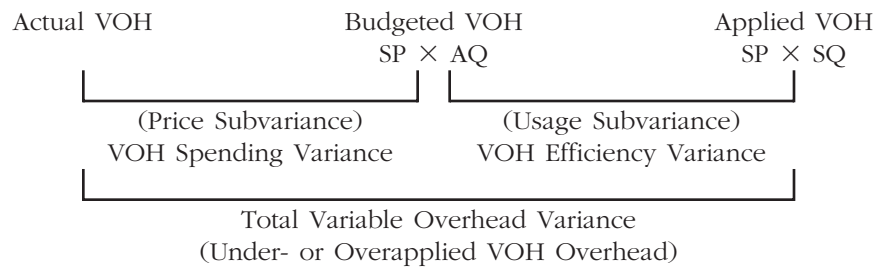 Actual VOH Budgeted VOH Applied VOH
SP × AQ SP × SQ
(Price Subvariance) (Usage Subvariance)
VOH Spending Variance VOH Efficiency Variance
Total Variable Overhead Variance
(Under- or Overapplied VOH Overhead)